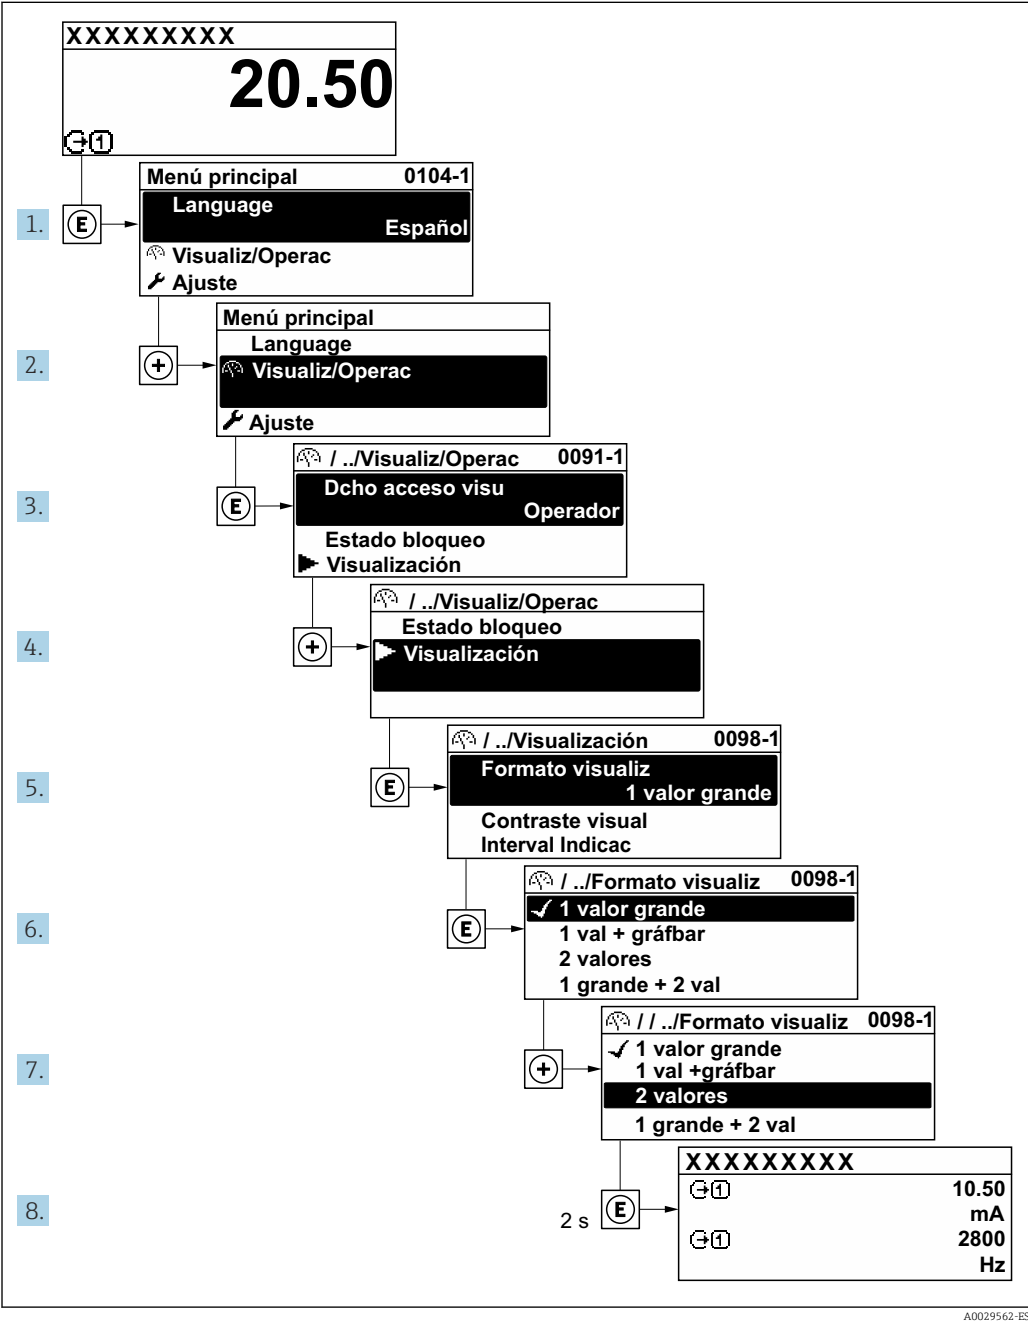 XXXXXXXXX
20.50
1
Menú principal 0104-1
Language
Español
Visualiz/Operac
Ajuste
1. E
Menú principal
Language
Visualiz/Operac
Ajuste
2. +
/ ../Visualiz/Operac 0091-1
Dcho acceso visu
Operador
Estado bloqueo
Visualización
3. E
/ ../Visualiz/Operac
Estado bloqueo
Visualización
4. +
/ ../Visualización 0098-1
Formato visualiz
1 valor grande
Contraste visual
Interval Indicac
5. E
/ ../Formato visualiz 0098-1
1 valor grande
1 val + gráfbar
2 valores
1 grande + 2 val
6. E
/ / ../Formato visualiz 0098-1
1 valor grande
1 val +gráfbar
2 valores
1 grande + 2 val
7. +
XXXXXXXXX
1 10.50
mA
1 2800
Hz
8. 2 s E
A0029562-ES